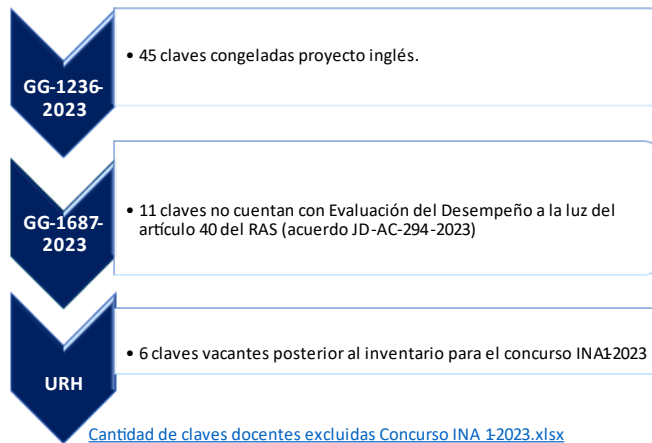 GG-1236-
2023
• 45 claves congeladas proyecto inglés.
GG-1687-
2023
• 11 claves no cuentan con Evaluación del Desempeño a la luz del
artículo 40 del RAS (acuerdo JD-AC-294-2023)
URH
• 6 claves vacantes posterior al inventario para el concurso INA1-2023
Cantidad de claves docentes excluidas Concurso INA 1-2023.xlsx